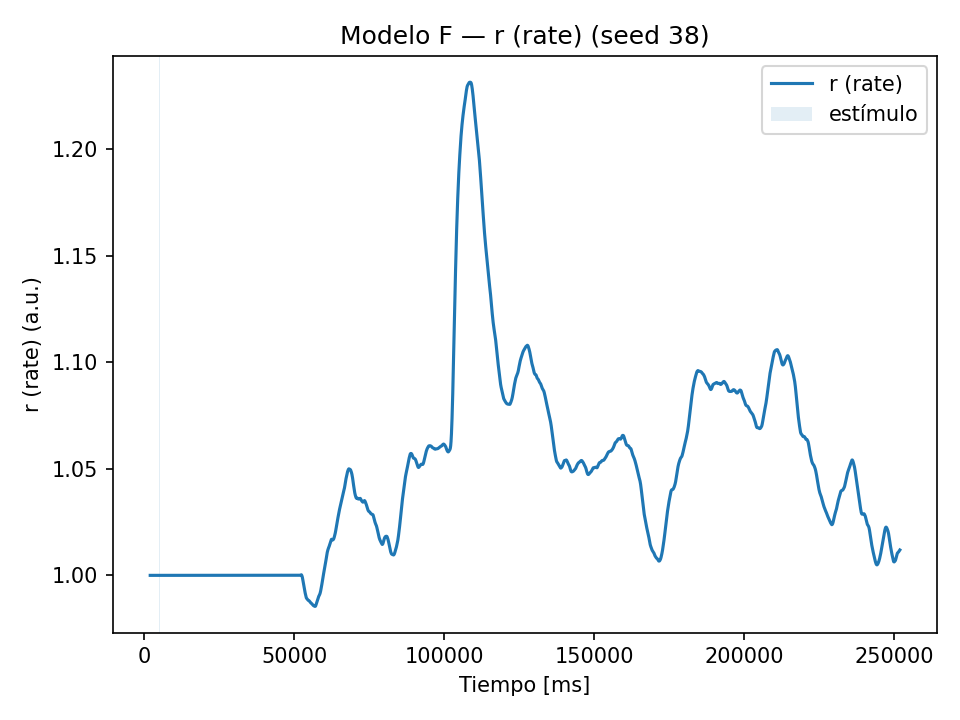 Modelo F — r (rate) (seed 38)
r (rate)
estímulo
r (rate) (a.u.)
1.20
1.15
1.10
1.05
1.00
0 50000 100000 150000 200000 250000
Tiempo [ms]